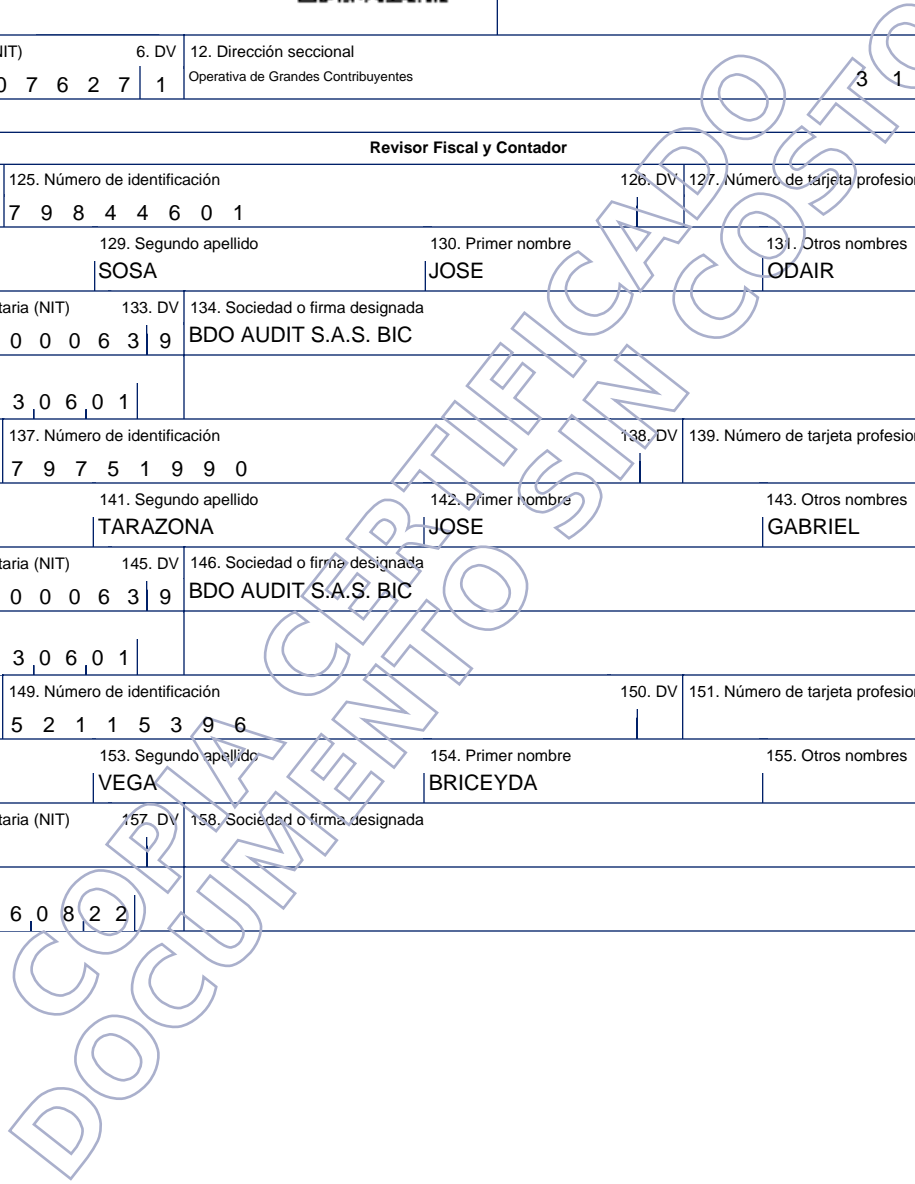 IT) 6. DV 12. Dirección seccional
0 7 6 2 7 1 Operativa de Grandes Contribuyentes 3 1
Revisor Fiscal y Contador
125. Número de identificación 126. DV 127. Número de tarjeta profesion
7 9 8 4 4 6 0 1
129. Segundo apellido 130. Primer nombre 131. Otros nombres
SOSA JOSE ODAIR
taria (NIT) 133. DV 134. Sociedad o firma designada
0 0 0 6 3 9 BDO AUDIT S.A.S. BIC
3 0 6 0 1
137. Número de identificación 138. DV 139. Número de tarjeta profesion
7 9 7 5 1 9 9 0
141. Segundo apellido 142. Primer nombre 143. Otros nombres
TARAZONA JOSE GABRIEL
taria (NIT) 145. DV 146. Sociedad o firma designada
0 0 0 6 3 9 BDO AUDIT S.A.S. BIC
3 0 6 0 1
149. Número de identificación 150. DV 151. Número de tarjeta profesion
5 2 1 1 5 3 9 6
153. Segundo apellido 154. Primer nombre 155. Otros nombres
VEGA BRICEYDA
taria (NIT) 157. DV 158. Sociedad o firma designada
6 0 8 2 2
COPIA CERTIFICADO
DOCUMENTO SIN COSTO